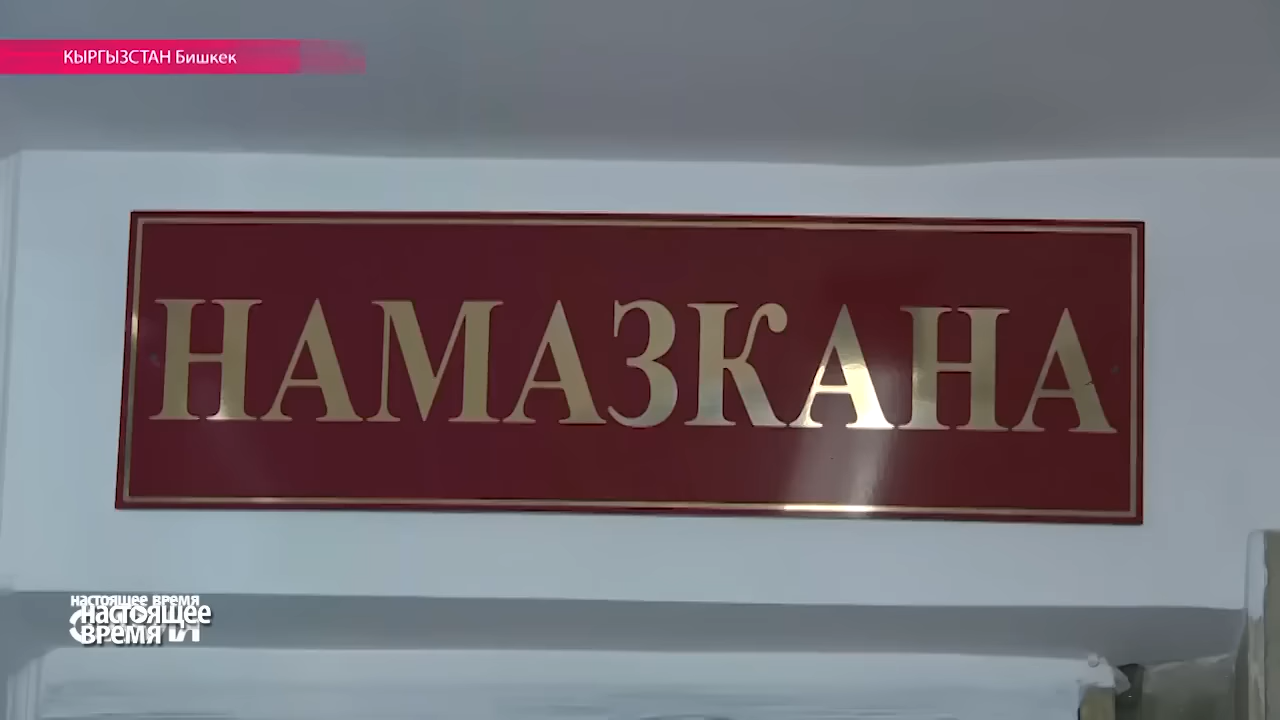 КЫРГЫЗСТАН Бишкек
НАМАЗКАНА
настоящее время
НАСТОЯЩЕЕ
ВРЕМЯ